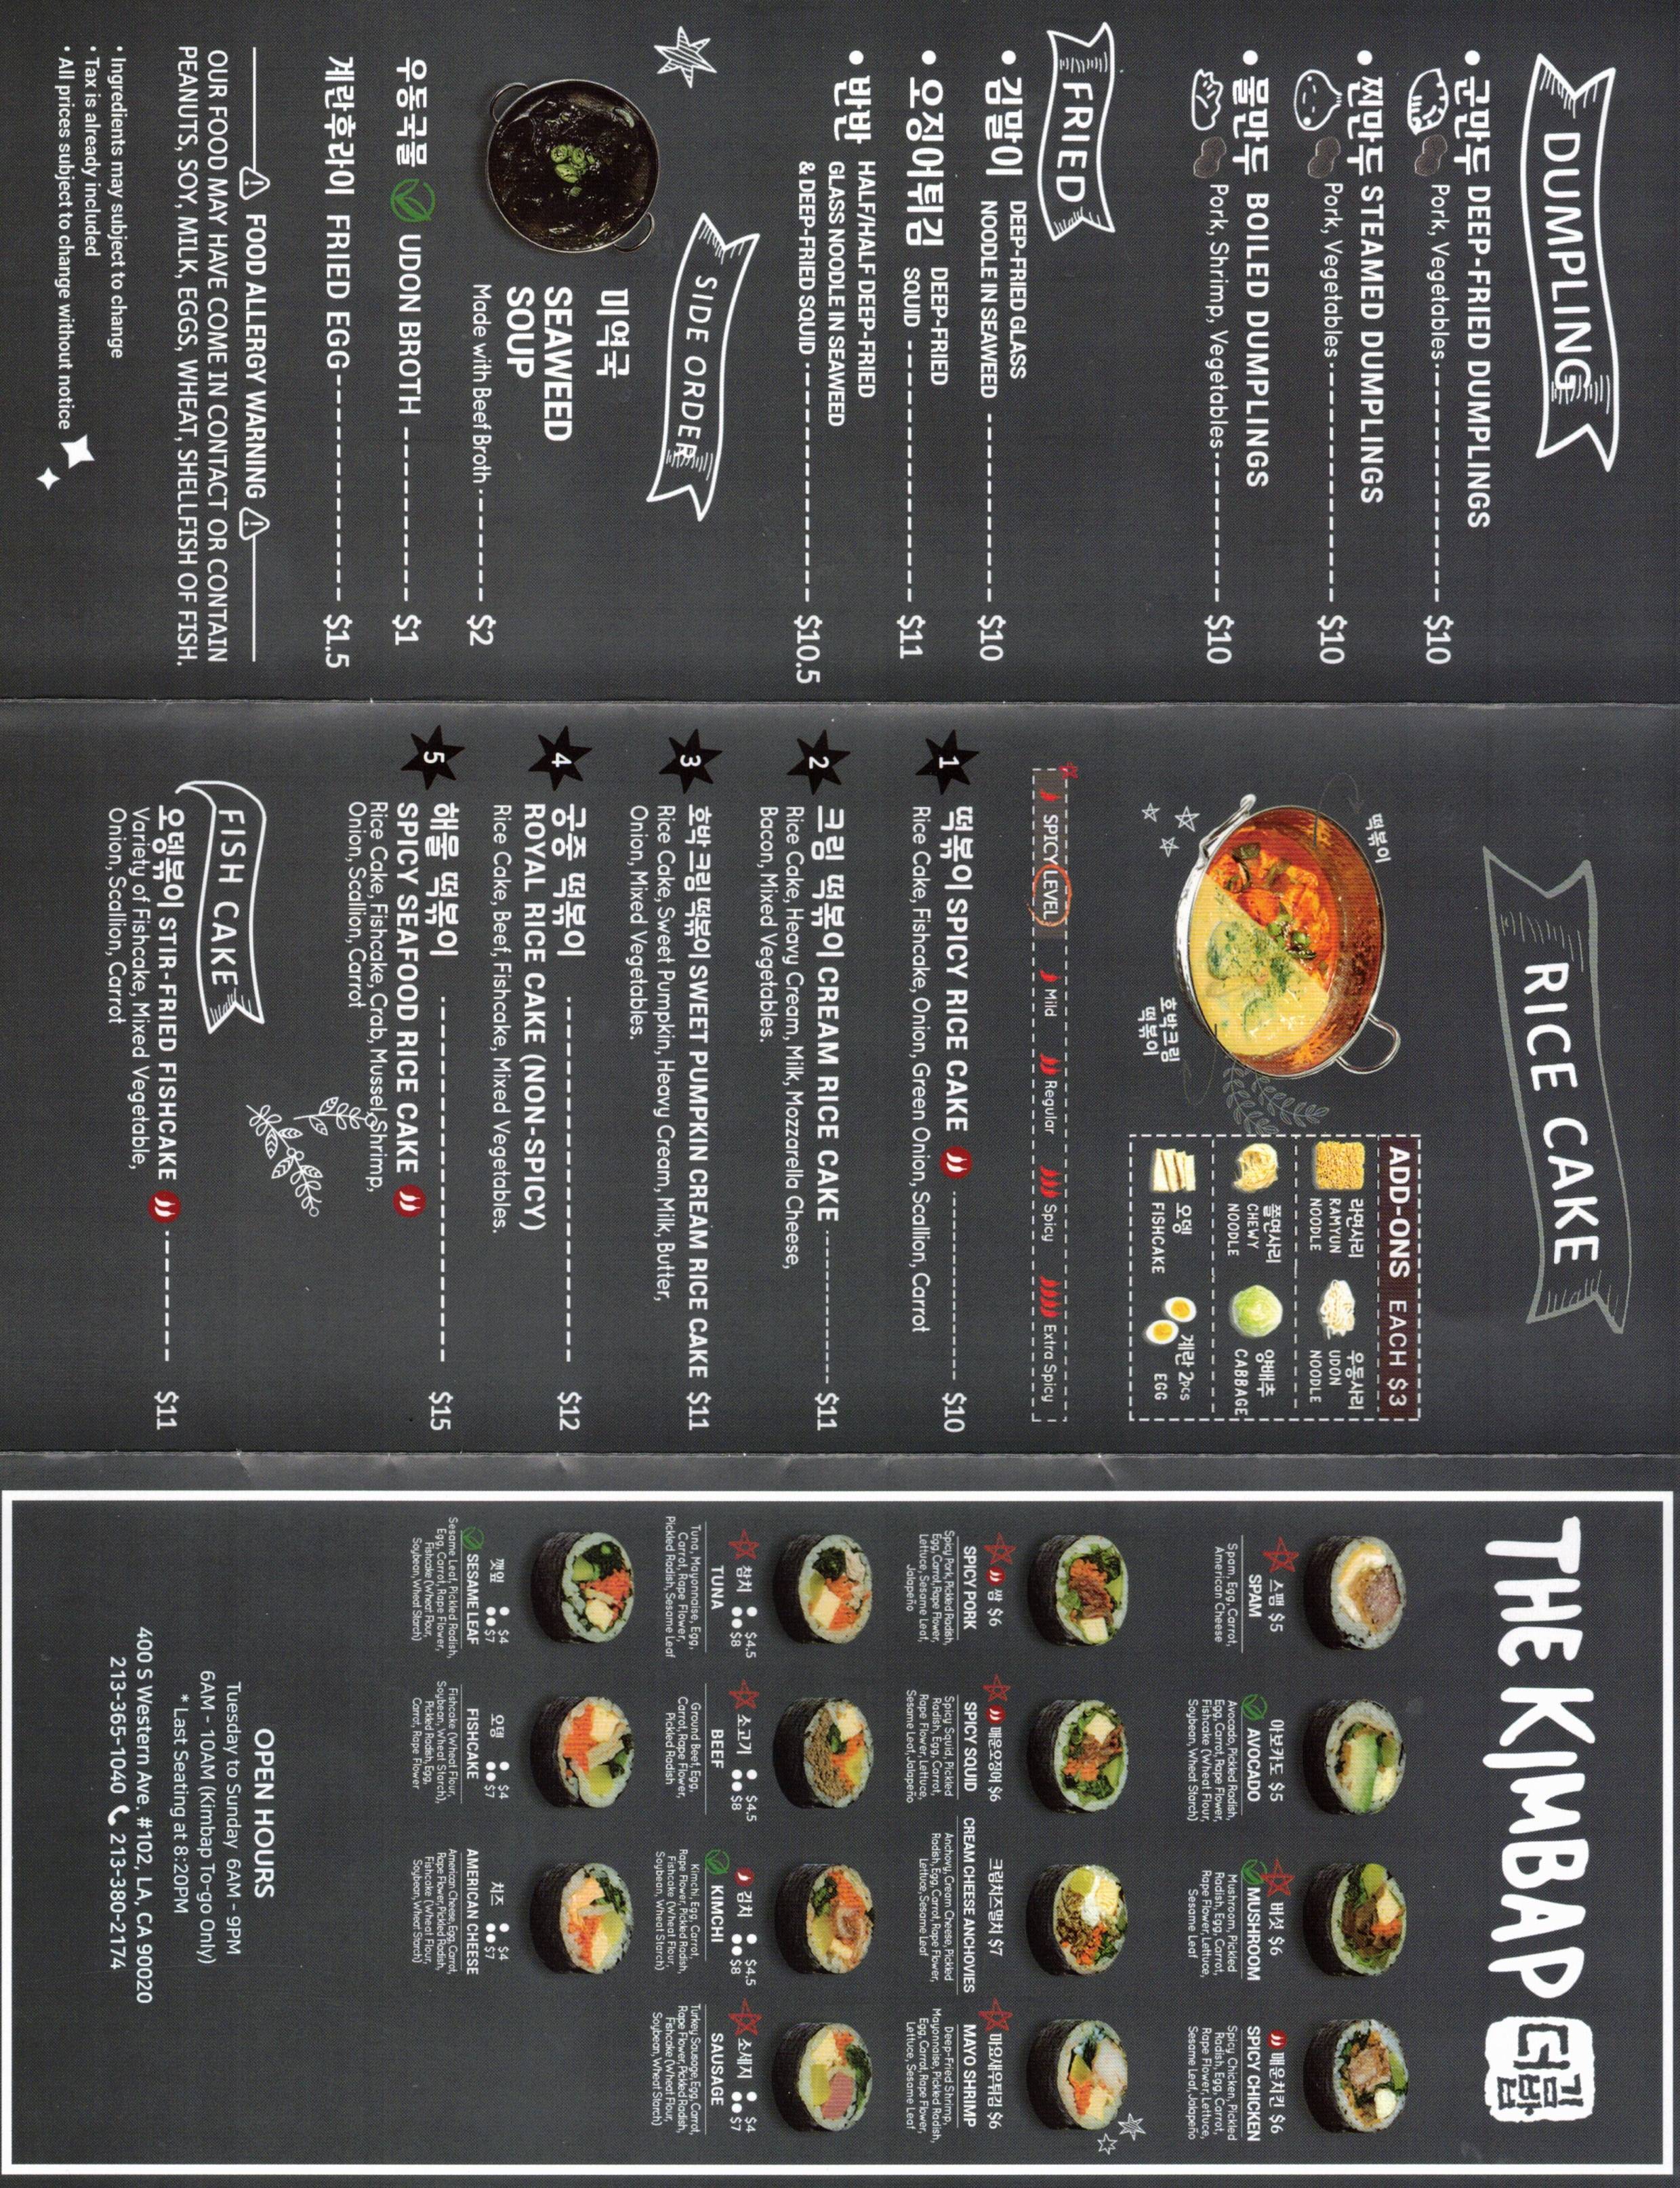 DUMPLING
• 군만두 DEEP-FRIED DUMPLINGS
Pork, Vegetables $10
• 찐만두 STEAMED DUMPLINGS
Pork, Vegetables $10
• 물만두 BOILED DUMPLINGS
Pork, Shrimp, Vegetables $10
FRIED
• 김말이 DEEP-FRIED GLASS
NOODLE IN SEAWEED $10
• 오징어튀김 DEEP-FRIED
SQUID $11
• 반반 HALF/HALF DEEP-FRIED
GLASS NOODLE IN SEAWEED
& DEEP-FRIED SQUID $10.5
SIDE ORDER
미역국
SEAWEED
SOUP
Made with Beef Broth $2
우동국물 UDON BROTH $1
계란후라이 FRIED EGG $1.5
FOOD ALLERGY WARNING
OUR FOOD MAY HAVE COME IN CONTACT OR CONTAIN
PEANUTS, SOY, MILK, EGGS, WHEAT, SHELLFISH OF FISH.
• Ingredients may subject to change
• Tax is already included
• All prices subject to change without notice
RICE CAKE
떡볶이
호박크림
떡볶이
ADD-ONS EACH $3
라면사리
RAMYUN
NOODLE
우동사리
UDON
NOODLE
쫄면사리
CHEWY
NOODLE
양배추
CABBAGE
오뎅
FISHCAKE
계란 2PCS
EGG
SPICY LEVEL Mild Regular Spicy Extra Spicy
1 떡볶이 SPICY RICE CAKE $10
Rice Cake, Fishcake, Onion, Green Onion, Scallion, Carrot
2 크림 떡볶이 CREAM RICE CAKE $11
Rice Cake, Heavy Cream, Milk, Mozzarella Cheese,
Bacon, Mixed Vegetables.
3 호박 크림 떡볶이 SWEET PUMPKIN CREAM RICE CAKE $11
Rice Cake, Sweet Pumpkin, Heavy Cream, Milk, Butter,
Onion, Mixed Vegetables.
4 궁중 떡볶이 $12
ROYAL RICE CAKE (NON-SPICY)
Rice Cake, Beef, Fishcake, Mixed Vegetables.
5 해물 떡볶이 $15
SPICY SEAFOOD RICE CAKE
Rice Cake, Fishcake, Crab, Mussel, Shrimp,
Onion, Scallion, Carrot
FISH CAKE
오뎅볶이 STIR-FRIED FISHCAKE $11
Variety of Fishcake, Mixed Vegetable,
Onion, Scallion, Carrot
THE KIMBAP 더김밥
스팸 $5
SPAM
Spam, Egg, Carrot,
American Cheese
아보카도 $5
AVOCADO
Avocado, Pickled Radish,
Egg, Carrot, Rape Flower,
Fishcake (Wheat Flour,
Soybean, Wheat Starch)
버섯 $6
MUSHROOM
Mushroom, Pickled
Radish, Egg, Carrot,
Rape Flower, Lettuce,
Sesame Leaf
매운치킨 $6
SPICY CHICKEN
Spicy Chicken, Pickled
Radish, Egg, Carrot,
Rape Flower, Lettuce,
Sesame Leaf, Jalapeño
쌈 $6
SPICY PORK
Spicy Pork, Pickled Radish,
Egg, Carrot, Rape Flower,
Lettuce, Sesame Leaf,
Jalapeño
매운오징어 $6
SPICY SQUID
Spicy Squid, Pickled
Radish, Egg, Carrot,
Rape Flower, Lettuce,
Sesame Leaf, Jalapeño
크림치즈멸치 $7
CREAM CHEESE ANCHOVIES
Anchovy, Cream Cheese, Pickled
Radish, Egg, Carrot, Rape Flower,
Lettuce, Sesame Leaf
마요새우튀김 $6
MAYO SHRIMP
Deep-Fried Shrimp,
Mayonnaise, Pickled Radish,
Egg, Carrot, Rape Flower,
Lettuce, Sesame Leaf
참치 $4.5
$8
TUNA
Tuna, Mayonnaise, Egg,
Carrot, Rape Flower,
Pickled Radish, Sesame Leaf
소고기 $4.5
$8
BEEF
Ground Beef, Egg,
Carrot, Rape Flower,
Pickled Radish
김치 $4.5
$8
KIMCHI
Kimchi, Egg, Carrot,
Rape Flower, Pickled Radish,
Fishcake (Wheat Flour,
Soybean, Wheat Starch)
소세지 $4
$7
SAUSAGE
Turkey Sausage, Egg, Carrot,
Rape Flower, Pickled Radish,
Fishcake (Wheat Flour,
Soybean, Wheat Starch)
깻잎 $4
$7
SESAME LEAF
Sesame Leaf, Pickled Radish,
Egg, Carrot, Rape Flower,
Fishcake (Wheat Flour,
Soybean, Wheat Starch)
오뎅 $4
$7
FISHCAKE
Fishcake (Wheat Flour,
Soybean, Wheat Starch),
Pickled Radish, Egg,
Carrot, Rape Flower
치즈 $4
$7
AMERICAN CHEESE
American Cheese, Egg, Carrot,
Rape Flower, Pickled Radish,
Fishcake (Wheat Flour,
Soybean, Wheat Starch)
OPEN HOURS
Tuesday to Sunday 6AM - 9PM
6AM - 10AM (Kimbap To-go Only)
* Last Seating at 8:20PM
400 S Western Ave. #102, LA, CA 90020
213-365-1040 213-380-2174